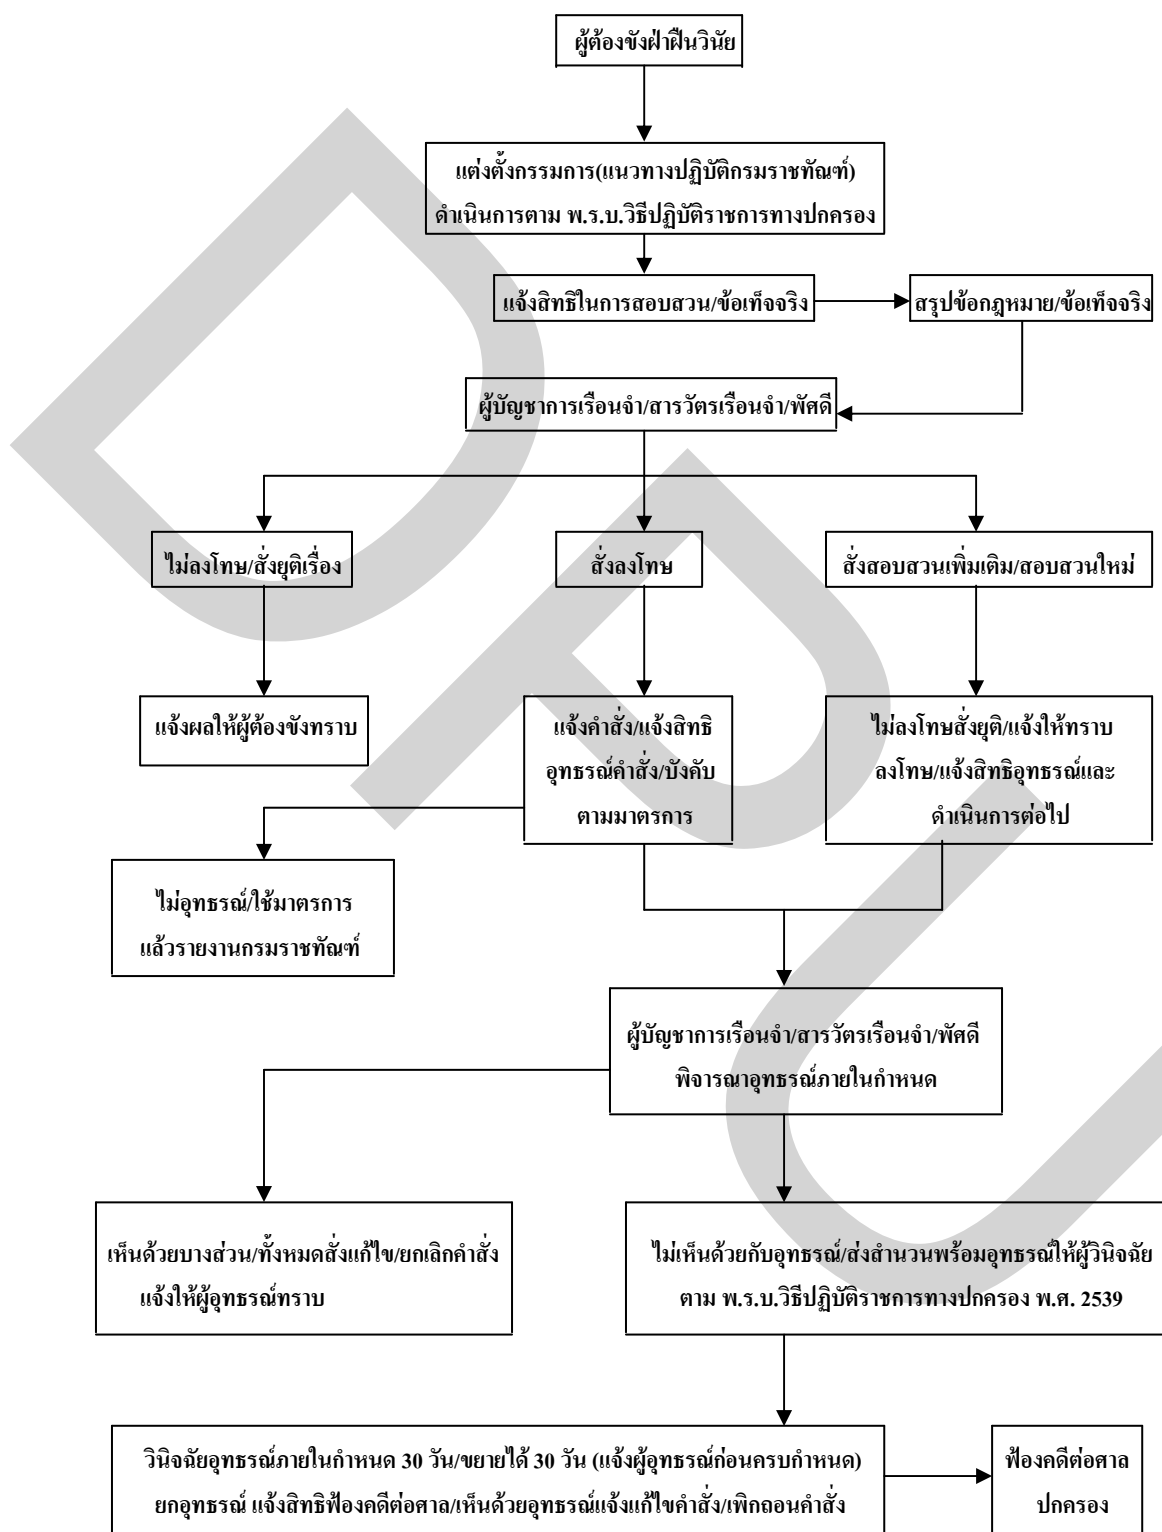 ผู้ต้องขังฝ่าฝืนวินัย
แต่งตั้งกรรมการ(แนวทางปฏิบัติกรมราชทัณฑ์)
ดำเนินการตาม พ.ร.บ.วิธีปฏิบัติราชการทางปกครอง
แจ้งสิทธิในการสอบสวน/ข้อเท็จจริง
สรุปข้อกฎหมาย/ข้อเท็จจริง
ผู้บัญชาการเรือนจำ/สารวัตรเรือนจำ/พัศดี
ไม่ลงโทษ/สั่งยุติเรื่อง
สั่งลงโทษ
สั่งสอบสวนเพิ่มเติม/สอบสวนใหม่
แจ้งผลให้ผู้ต้องขังทราบ
แจ้งคำสั่ง/แจ้งสิทธิ
อุทธรณ์คำสั่ง/บังคับ
ตามมาตรการ
ไม่ลงโทษสั่งยุติ/แจ้งให้ทราบ
ลงโทษ/แจ้งสิทธิอุทธรณ์และ
ดำเนินการต่อไป
ไม่อุทธรณ์/ใช้มาตรการ
แล้วรายงานกรมราชทัณฑ์
ผู้บัญชาการเรือนจำ/สารวัตรเรือนจำ/พัศดี
พิจารณาอุทธรณ์ภายในกำหนด
เห็นด้วยบางส่วน/ทั้งหมดสั่งแก้ไข/ยกเลิกคำสั่ง
แจ้งให้ผู้อุทธรณ์ทราบ
ไม่เห็นด้วยกับอุทธรณ์/ส่งสำนวนพร้อมอุทธรณ์ให้ผู้วินิจฉัย
ตาม พ.ร.บ.วิธีปฏิบัติราชการทางปกครอง พ.ศ. 2539
วินิจฉัยอุทธรณ์ภายในกำหนด 30 วัน/ขยายได้ 30 วัน (แจ้งผู้อุทธรณ์ก่อนครบกำหนด)
ยกอุทธรณ์ แจ้งสิทธิฟ้องคดีต่อศาล/เห็นด้วยอุทธรณ์แจ้งแก้ไขคำสั่ง/เพิกถอนคำสั่ง
ฟ้องคดีต่อศาล
ปกครอง
DPU